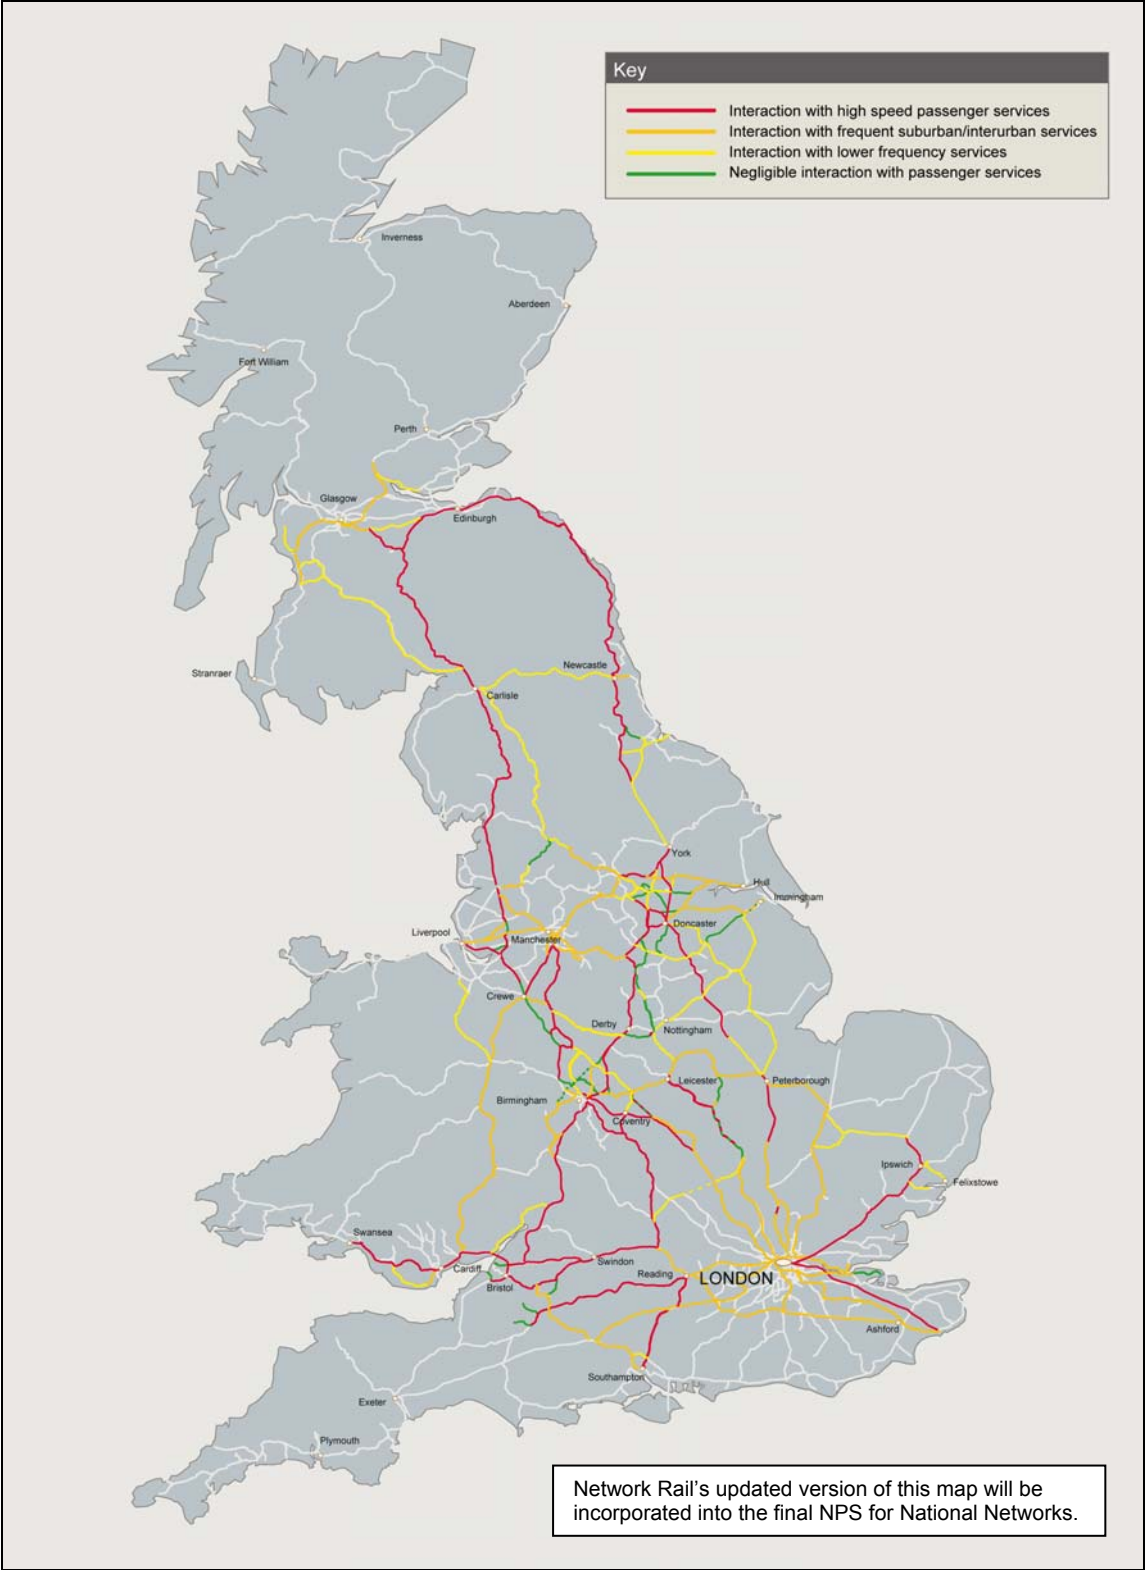 Key
Interaction with high speed passenger services
Interaction with frequent suburban/interurban services
Interaction with lower frequency services
Negligible interaction with passenger services
Inverness
Aberdeen
Fort William
Perth
Glasgow
Edinburgh
Stranraer
Newcastle
Carlisle
York
Hull
Immingham
Doncaster
Liverpool
Manchester
Crewe
Derby
Nottingham
Leicester
Peterborough
Birmingham
Coventry
Ipswich
Felixstowe
Swansea
Cardiff
Swindon
Reading
LONDON
Bristol
Ashford
Southampton
Exeter
Plymouth
Network Rail's updated version of this map will be
incorporated into the final NPS for National Networks.